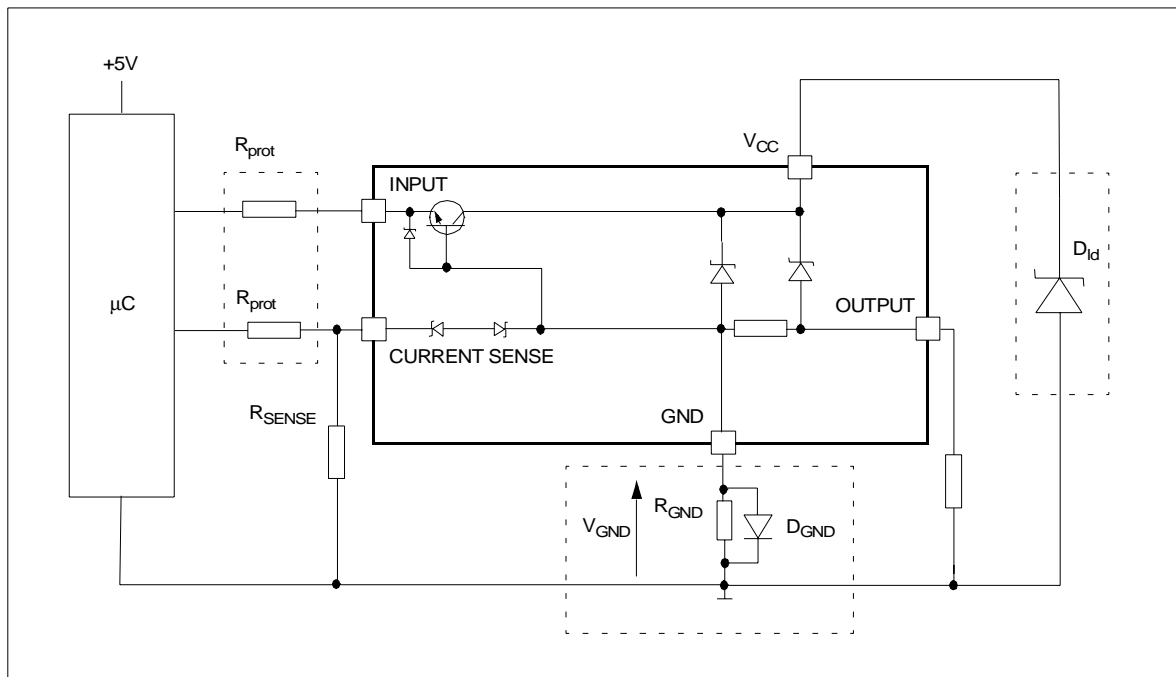 +5V
V_CC
R_prot
INPUT
D_ld
μC
R_prot
OUTPUT
CURRENT SENSE
R_SENSE
GND
R_GND
V_GND
D_GND